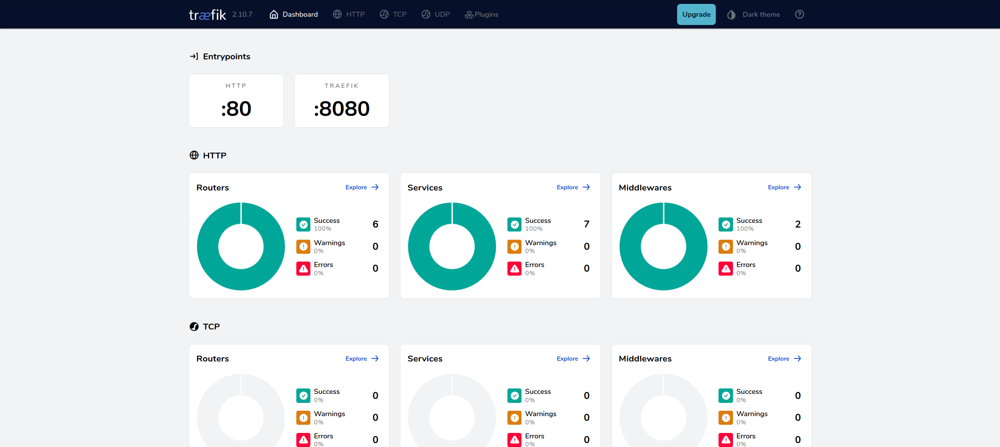 træfik 2.10.7 Dashboard HTTP TCP UDP Plugins Upgrade Dark theme
Entrypoints
HTTP TRAEFIK
:80 :8080
HTTP
Routers Explore
Success 6
100%
Warnings 0
0%
Errors 0
0%
Services Explore
Success 7
100%
Warnings 0
0%
Errors 0
0%
Middlewares Explore
Success 2
100%
Warnings 0
0%
Errors 0
0%
TCP
Routers Explore
Success 0
0%
Warnings 0
0%
Errors 0
0%
Services Explore
Success 0
0%
Warnings 0
0%
Errors 0
0%
Middlewares Explore
Success 0
0%
Warnings 0
0%
Errors 0
0%